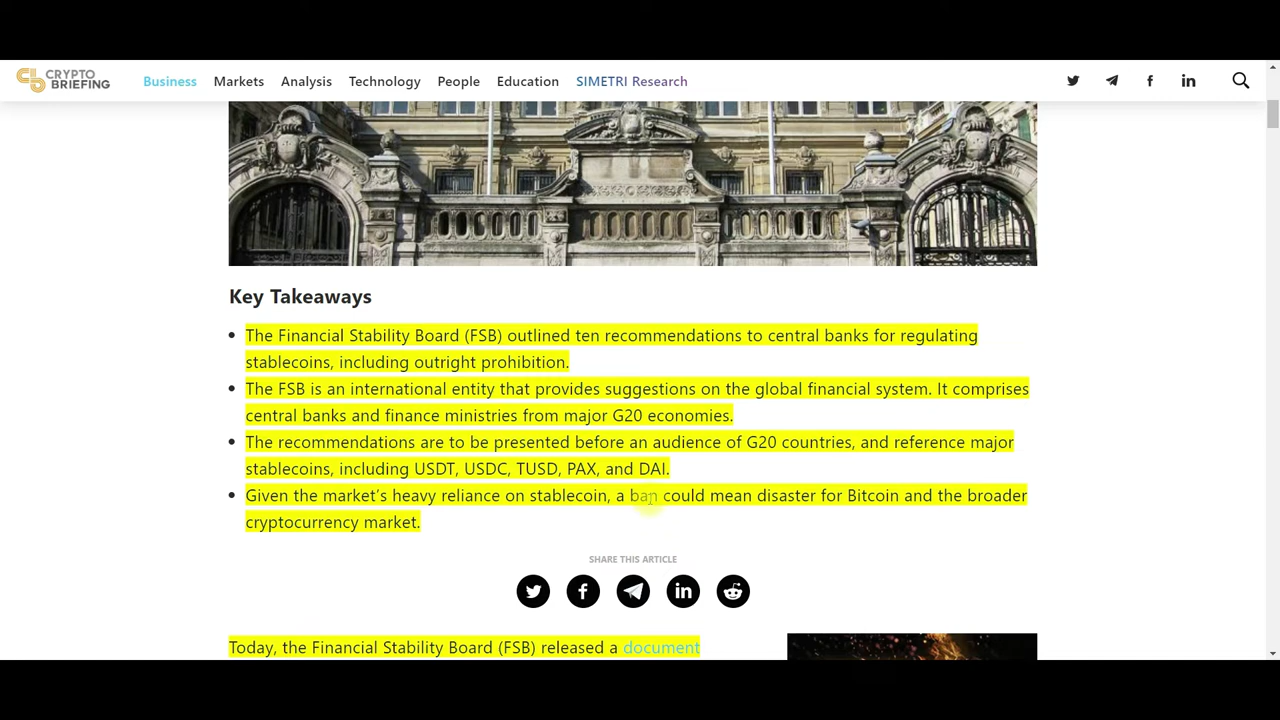 CRYPTO
BRIEFING
Business Markets Analysis Technology People Education SIMETRI Research
Key Takeaways
The Financial Stability Board (FSB) outlined ten recommendations to central banks for regulating
stablecoins, including outright prohibition.
The FSB is an international entity that provides suggestions on the global financial system. It comprises
central banks and finance ministries from major G20 economies.
The recommendations are to be presented before an audience of G20 countries, and reference major
stablecoins, including USDT, USDC, TUSD, PAX, and DAI.
Given the market’s heavy reliance on stablecoin, a ban could mean disaster for Bitcoin and the broader
cryptocurrency market.
SHARE THIS ARTICLE
Today, the Financial Stability Board (FSB) released a document